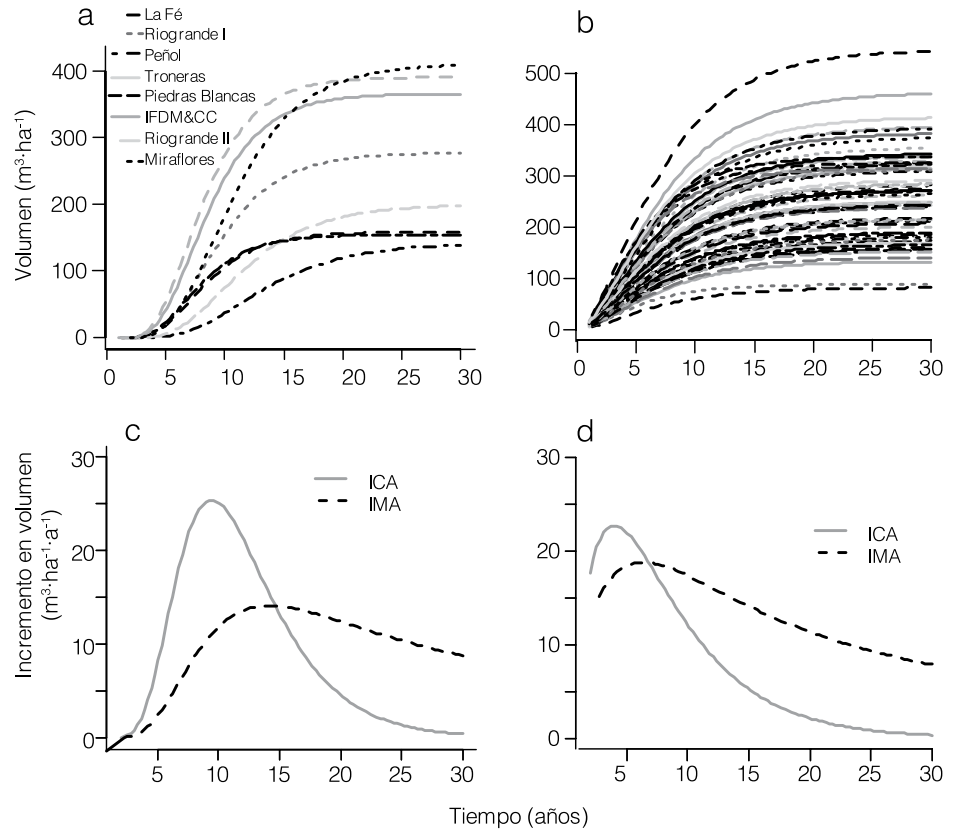 a
La Fé
Riogrande I
Peñol
Troneras
Piedras Blancas
IFDM&CC
Riogrande II
Miraflores
Volumen (m³·ha⁻¹)
400
300
200
100
0
0 5 10 15 20 25 30
b
500
400
300
200
100
0
0 5 10 15 20 25 30
c
Incremento en volumen
(m³·ha⁻¹·a⁻¹)
30
20
10
0
ICA
IMA
5 10 15 20 25 30
d
30
20
10
0
ICA
IMA
5 10 15 20 25 30
Tiempo (años)